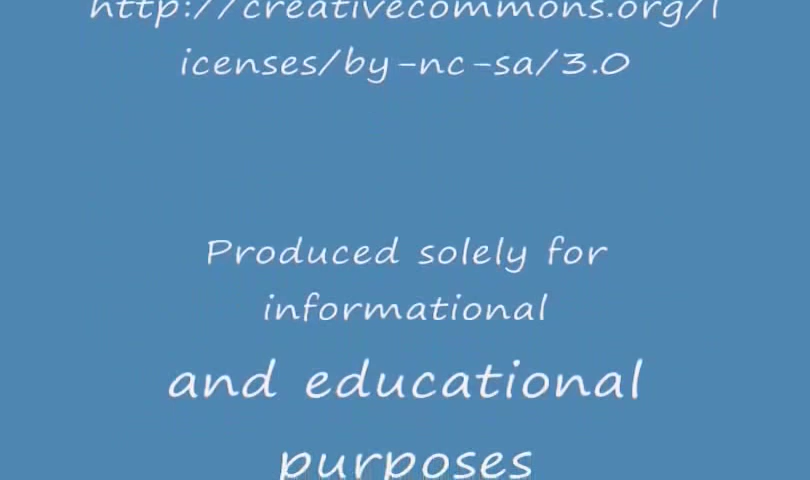 http://creativecommons.org/l
icenses/by-nc-sa/3.0
Produced solely for
informational
and educational
purposes